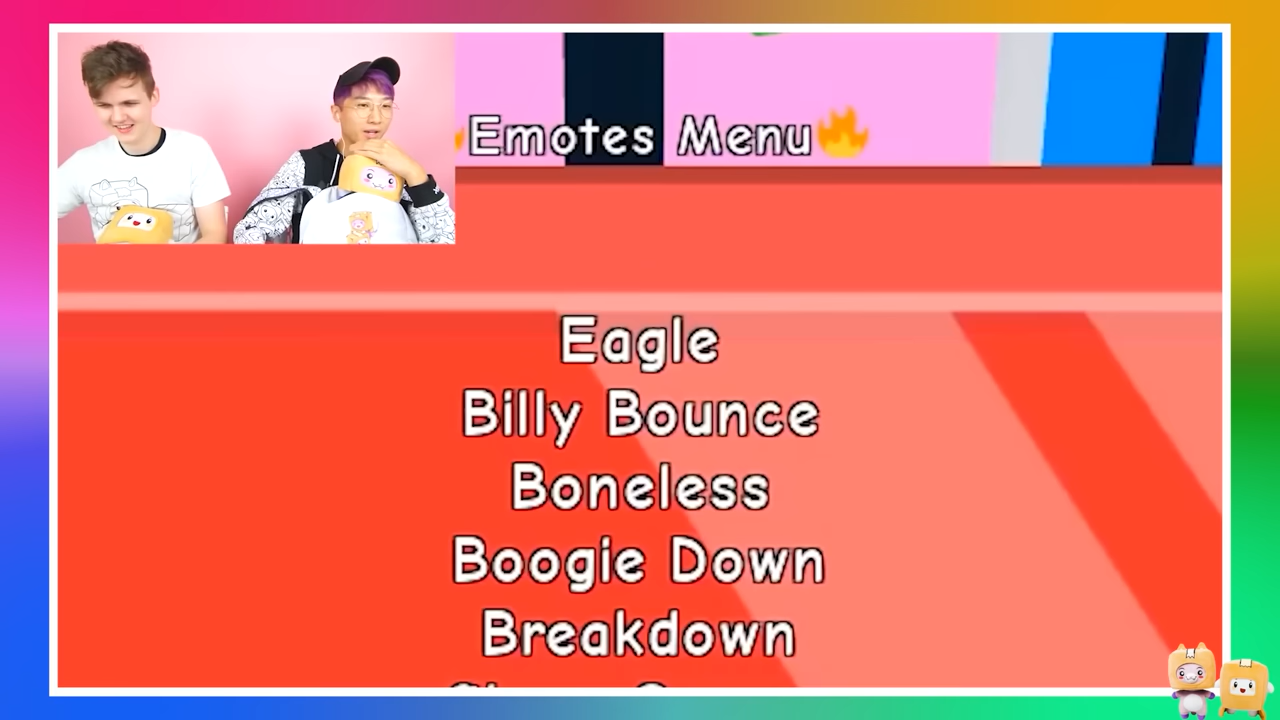 Emotes Menu🔥
Eagle
Billy Bounce
Boneless
Boogie Down
Breakdown